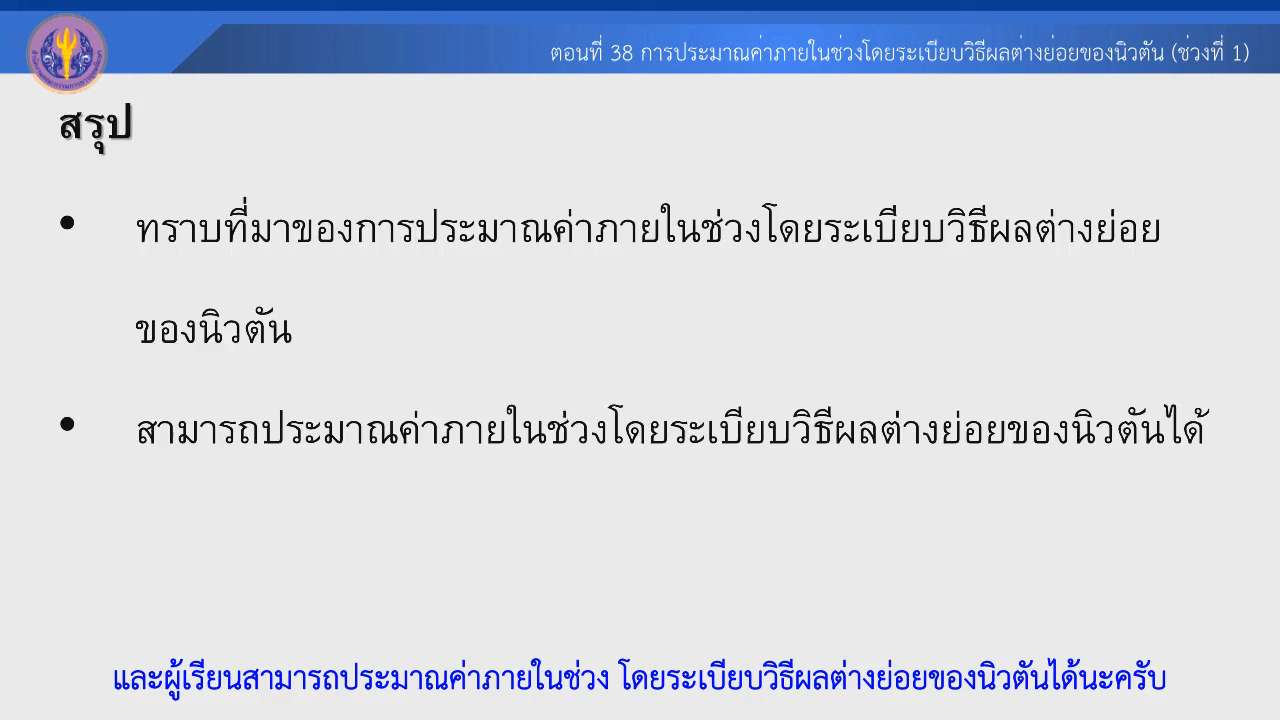 ตอนที่ 38 การประมาณค่าภายในช่วงโดยระเบียบวิธีผลต่างย่อยของนิวตัน (ช่วงที่ 1)
สรุป
• ทราบที่มาของการประมาณค่าภายในช่วงโดยระเบียบวิธีผลต่างย่อย
ของนิวตัน
• สามารถประมาณค่าภายในช่วงโดยระเบียบวิธีผลต่างย่อยของนิวตันได้
และผู้เรียนสามารถประมาณค่าภายในช่วง โดยระเบียบวิธีผลต่างย่อยของนิวตันได้นะครับ